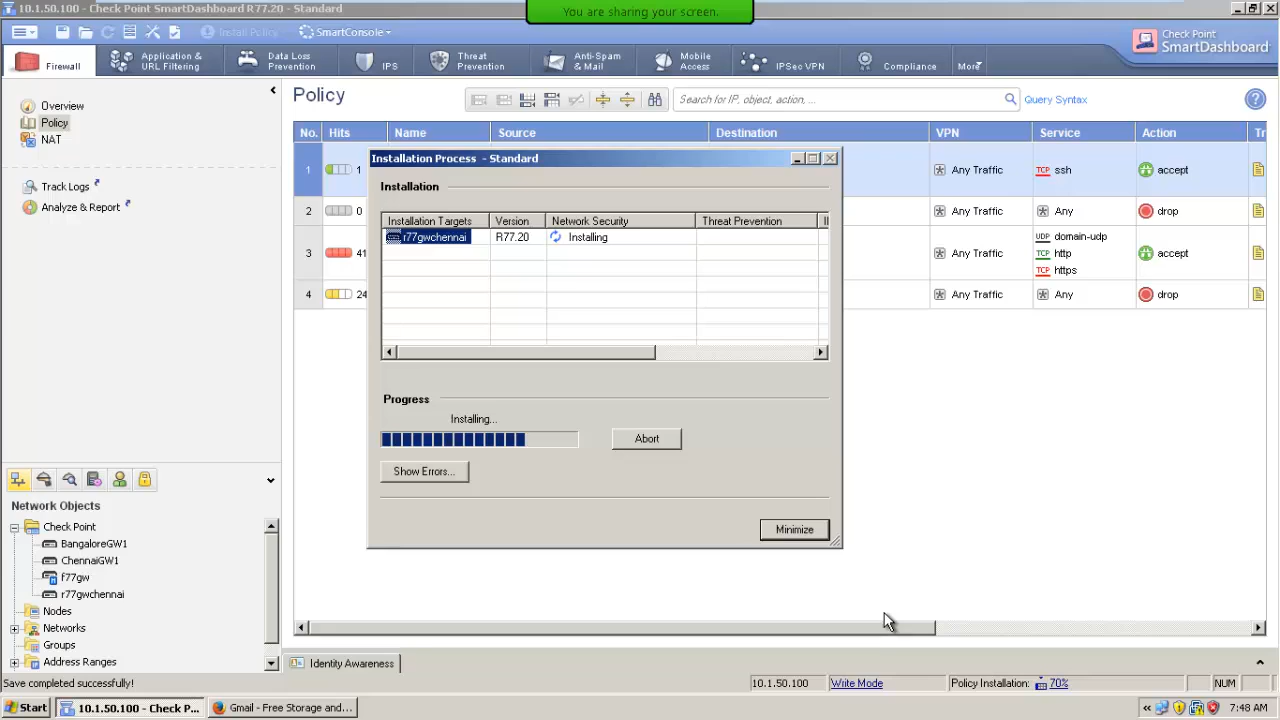 10.1.50.100 - Check Point SmartDashboard R77.20 - Standard
You are sharing your screen.
Install Policy
SmartConsole
Check Point
SmartDashboard
Firewall
Application & URL Filtering
Data Loss Prevention
IPS
Threat Prevention
Anti-Spam & Mail
Mobile Access
IPSec VPN
Compliance
More
Overview
Policy
NAT
Track Logs
Analyze & Report
Policy
Search for IP, object, action, ...
Query Syntax
No. Hits Name Source Destination VPN Service Action Tr
1 1 Any Traffic TCP ssh accept
2 0 Any Traffic Any drop
3 41 Any Traffic UDP domain-udp accept
TCP http
TCP https
4 24 Any Traffic Any drop
Installation Process - Standard
Installation
Installation Targets Version Network Security Threat Prevention
r77gwchennai R77.20 Installing
Progress
Installing...
Abort
Show Errors...
Minimize
Network Objects
Check Point
BangaloreGW1
ChennaiGW1
f77gw
r77gwchennai
Nodes
Networks
Groups
Address Ranges
Identity Awareness
Save completed successfully!
10.1.50.100
Write Mode
Policy Installation: 70%
NUM
Start
10.1.50.100 - Check P...
Gmail - Free Storage and...
7:48 AM